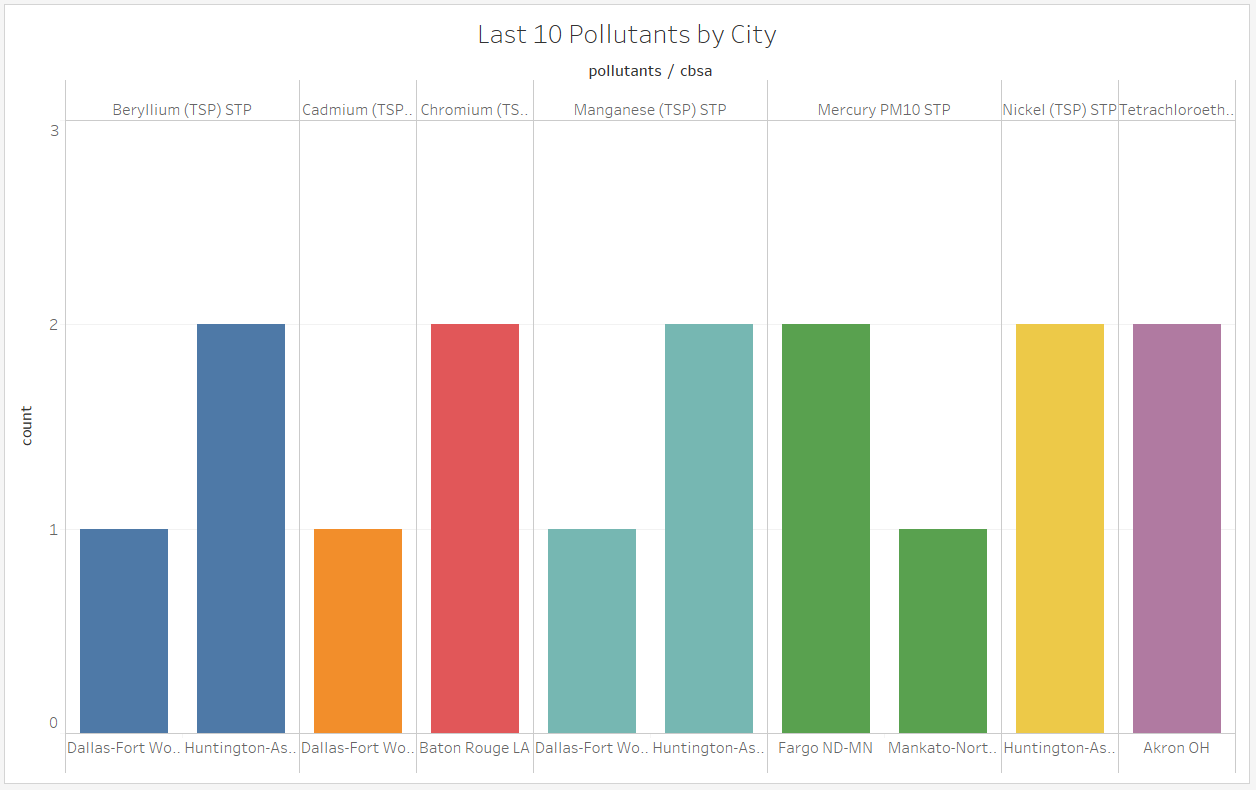 Last 10 Pollutants by City
pollutants / cbsa
Beryllium (TSP) STP
Cadmium (TSP..
Chromium (TS..
Manganese (TSP) STP
Mercury PM10 STP
Nickel (TSP) STP
Tetrachloroeth..
3
2
1
0
count
Dallas-Fort Wo..
Huntington-As..
Dallas-Fort Wo..
Baton Rouge LA
Dallas-Fort Wo..
Huntington-As..
Fargo ND-MN
Mankato-Nort..
Huntington-As..
Akron OH